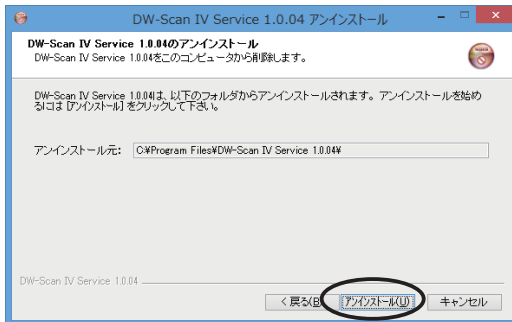 DW-Scan IV Service 1.0.04 アンインストール
DW-Scan IV Service 1.0.04のアンインストール
DW-Scan IV Service 1.0.04をこのコンピュータから削除します。
DW-Scan IV Service 1.0.04は、以下のフォルダからアンインストールされます。アンインストールを始め
るには [アンインストール] をクリックして下さい。
アンインストール元: C:¥Program Files¥DW-Scan IV Service 1.0.04¥
DW-Scan IV Service 1.0.04
< 戻る(B アンインストール(U) キャンセル